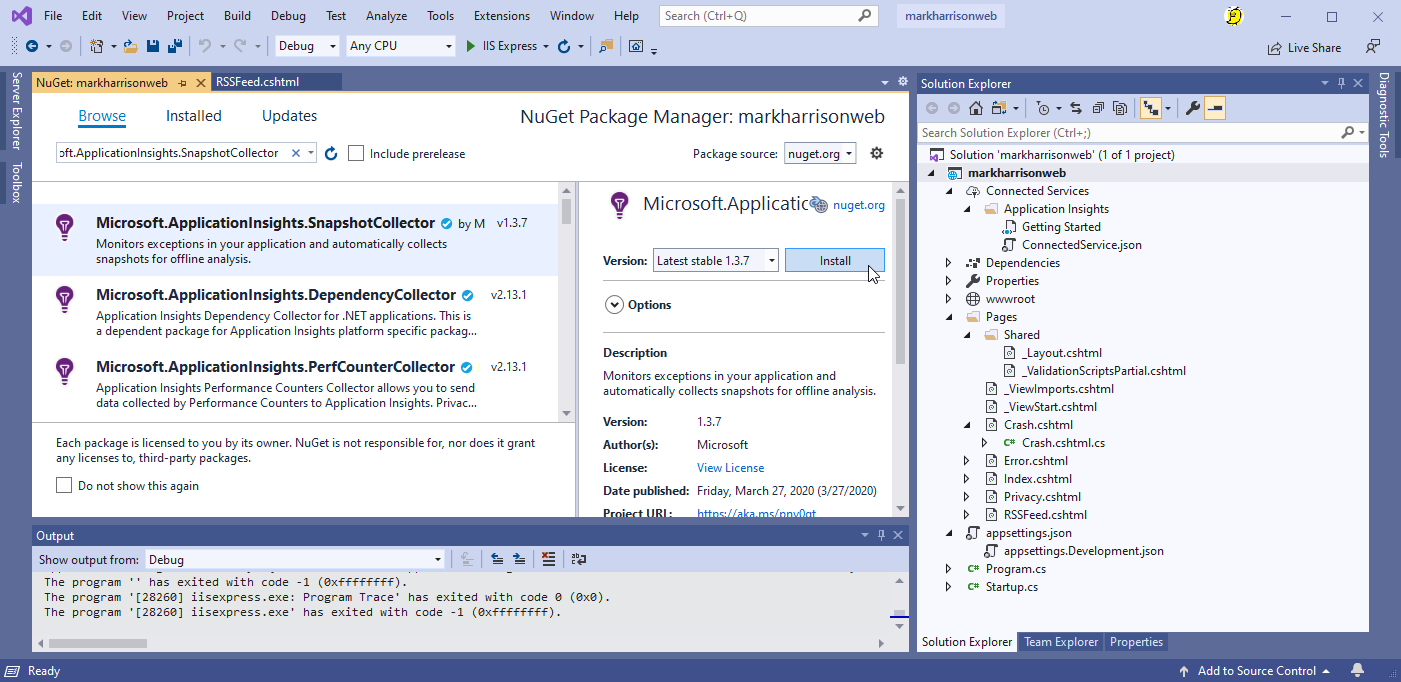 File Edit View Project Build Debug Test Analyze Tools Extensions Window Help Search (Ctrl+Q) markharrisonweb
Debug Any CPU IIS Express Live Share
Server Explorer
Toolbox
NuGet: markharrisonweb RSSFeed.cshtml
Browse Installed Updates NuGet Package Manager: markharrisonweb
oft.ApplicationInsights.SnapshotCollector Include prerelease Package source: nuget.org
Microsoft.ApplicationInsights.SnapshotCollector by M v1.3.7
Monitors exceptions in your application and automatically collects
snapshots for offline analysis.
Microsoft.ApplicationInsights.DependencyCollector v2.13.1
Application Insights Dependency Collector for .NET applications. This is
a dependent package for Application Insights platform specific packag...
Microsoft.ApplicationInsights.PerfCounterCollector v2.13.1
Application Insights Performance Counters Collector allows you to send
data collected by Performance Counters to Application Insights. Privac...
Each package is licensed to you by its owner. NuGet is not responsible for, nor does it grant
any licenses to, third-party packages.
Do not show this again
Microsoft.Applicatic nuget.org
Version: Latest stable 1.3.7 Install
Options
Description
Monitors exceptions in your application and
automatically collects snapshots for offline analysis.
Version: 1.3.7
Author(s): Microsoft
License: View License
Date published: Friday, March 27, 2020 (3/27/2020)
Project URL: https://aka.ms/pnv0gt
Output
Show output from: Debug
The program '' has exited with code -1 (0xffffffff).
The program '[28260] iisexpress.exe: Program Trace' has exited with code 0 (0x0).
The program '[28260] iisexpress.exe' has exited with code -1 (0xffffffff).
Solution Explorer
Search Solution Explorer (Ctrl+;)
Solution 'markharrisonweb' (1 of 1 project)
markharrisonweb
Connected Services
Application Insights
Getting Started
ConnectedService.json
Dependencies
Properties
wwwroot
Pages
Shared
_Layout.cshtml
_ValidationScriptsPartial.cshtml
_ViewImports.cshtml
_ViewStart.cshtml
Crash.cshtml
C# Crash.cshtml.cs
Error.cshtml
Index.cshtml
Privacy.cshtml
RSSFeed.cshtml
appsettings.json
appsettings.Development.json
C# Program.cs
C# Startup.cs
Solution Explorer Team Explorer Properties
Diagnostic Tools
Ready Add to Source Control